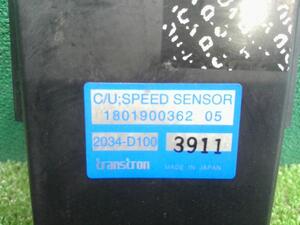 C/U;SPEED SENSOR
1801900362 05
2034-D100 3911
transtron MADE IN JAPAN